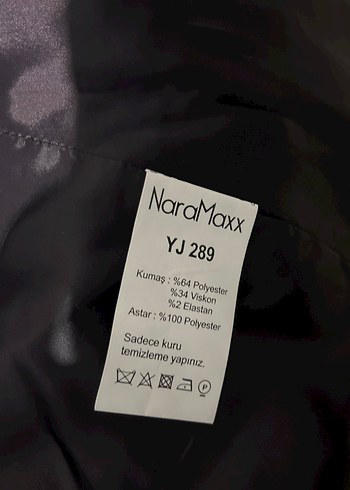 NaraMaxx
YJ 289
Kumaş : %64 Polyester
%34 Viskon
%2 Elastan
Astar : %100 Polyester
Sadece kuru
temizleme yapınız.
P